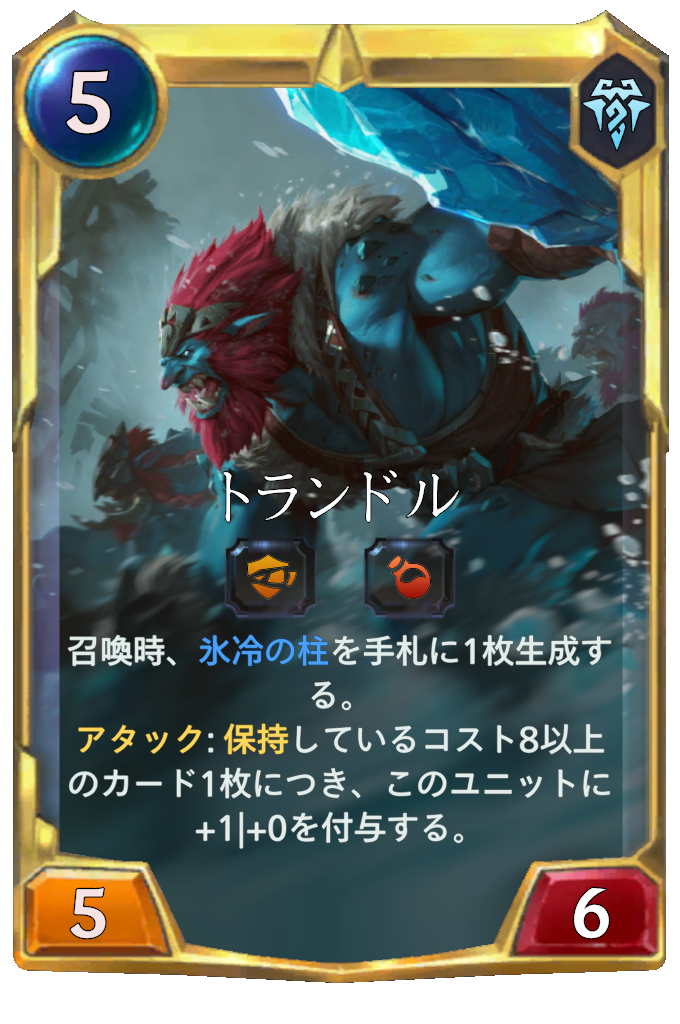 5
トランドル
召喚時、氷冷の柱を手札に1枚生成す
る。
アタック: 保持しているコスト8以上
のカード1枚につき、このユニットに
+1|+0を付与する。
5
6